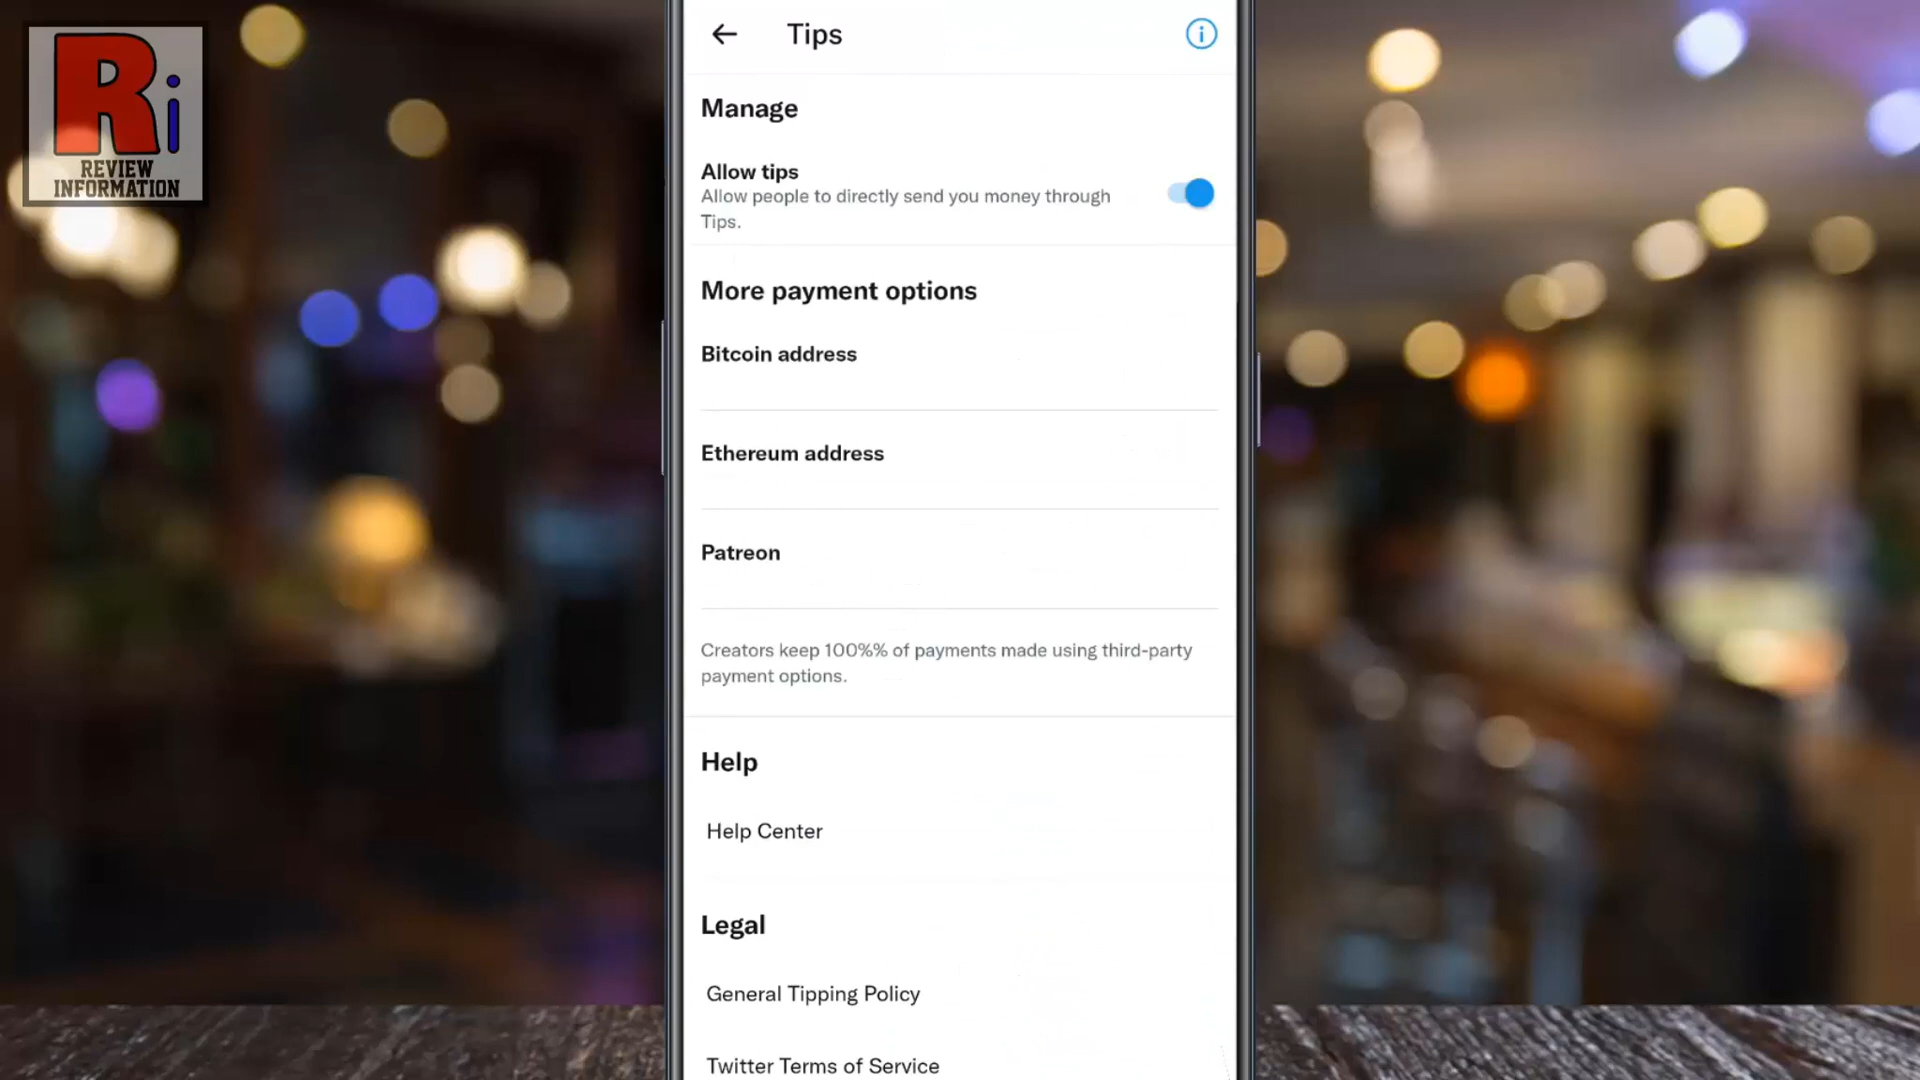 Ri
REVIEW
INFORMATION
Tips
Manage
Allow tips
Allow people to directly send you money through
Tips.
More payment options
Bitcoin address
Ethereum address
Patreon
Creators keep 100%% of payments made using third-party
payment options.
Help
Help Center
Legal
General Tipping Policy
Twitter Terms of Service